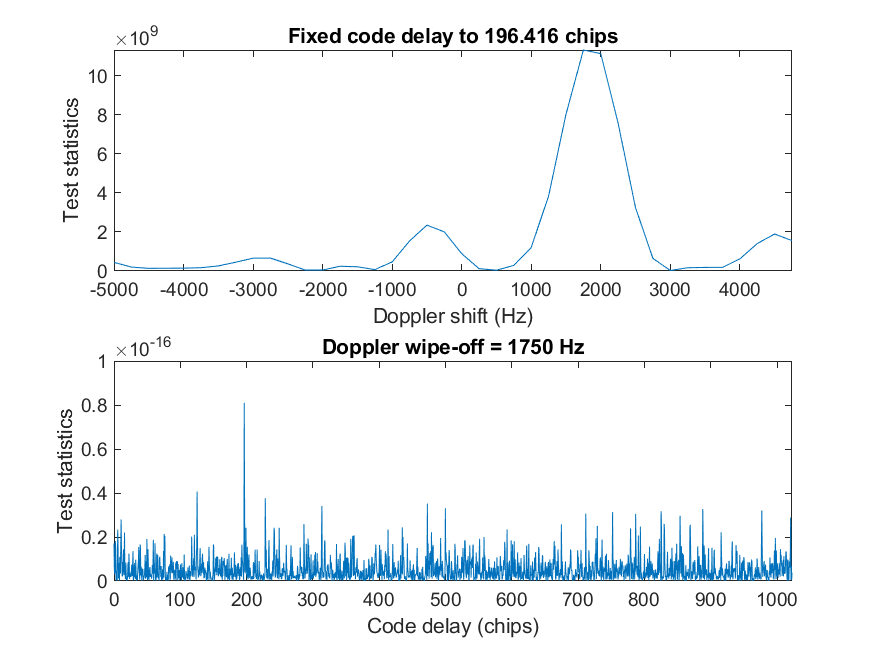 ×10^9
Fixed code delay to 196.416 chips
10
8
6
4
2
0
Test statistics
-5000 -4000 -3000 -2000 -1000 0 1000 2000 3000 4000
Doppler shift (Hz)
×10^-16
Doppler wipe-off = 1750 Hz
1
0.8
0.6
0.4
0.2
0
Test statistics
0 100 200 300 400 500 600 700 800 900 1000
Code delay (chips)